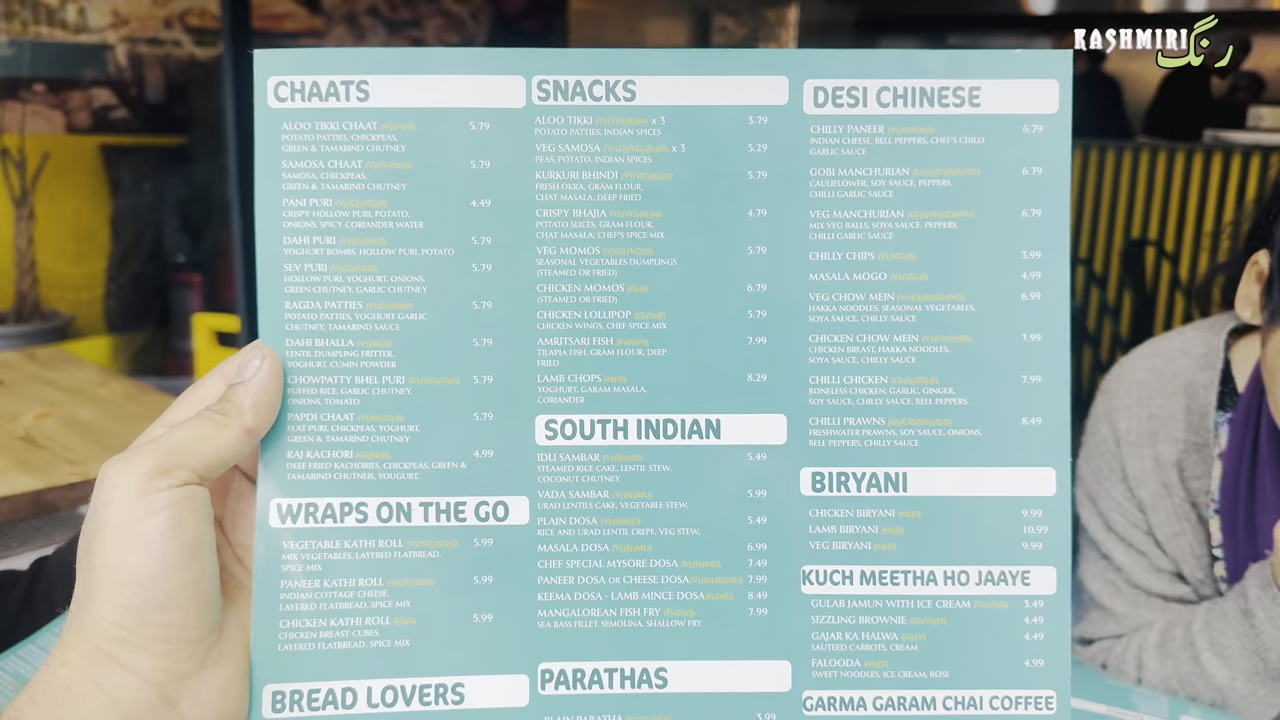 KASHMIRI رنگ
CHAATS
ALOO TIKKI CHAAT 5.79
POTATO PATTIES, CHICKPEAS,
GREEN & TAMARIND CHUTNEY
SAMOSA CHAAT 5.79
SAMOSA, CHICKPEAS,
GREEN & TAMARIND CHUTNEY
PANI PURI 4.49
CRISPY HOLLOW PURI, POTATO,
ONIONS, SPICY CORIANDER WATER
DAHI PURI 5.79
YOGHURT BOMBS, HOLLOW PURI, POTATO
SEV PURI 5.79
HOLLOW PURI, YOGHURT, ONIONS,
GREEN CHUTNEY, GARLIC CHUTNEY
RAGDA PATTIES 5.79
POTATO PATTIES, YOGHURT GARLIC
CHUTNEY, TAMARIND SAUCE
DAHI BHALLA 5.79
LENTIL DUMPLING FRITTER,
YOGHURT, CUMIN POWDER
CHOWPATTY BHEL PURI 5.79
PUFFED RICE, GARLIC CHUTNEY,
ONIONS, TOMATO
PAPDI CHAAT 5.79
FLAT PURI, CHICKPEAS, YOGHURT,
GREEN & TAMARIND CHUTNEY
RAJ KACHORI 4.99
DEEP FRIED KACHORIES, CHICKPEAS, GREEN &
TAMARIND CHUTNEIS, YOUGURT.
WRAPS ON THE GO
VEGETABLE KATHI ROLL 5.99
MIX VEGETABLES, LAYERED FLATBREAD,
SPICE MIX
PANEER KATHI ROLL 5.99
INDIAN COTTAGE CHEESE,
LAYERED FLATBREAD, SPICE MIX
CHICKEN KATHI ROLL 5.99
CHICKEN BREAST CUBES,
LAYERED FLATBREAD, SPICE MIX
BREAD LOVERS
SNACKS
ALOO TIKKI x 3 3.79
POTATO PATTIES, INDIAN SPICES
VEG SAMOSA x 3 5.29
PEAS, POTATO, INDIAN SPICES
KURKURI BHINDI 5.79
FRESH OKRA, GRAM FLOUR,
CHAT MASALA, DEEP FRIED
CRISPY BHAJIA 4.79
POTATO SLICES, GRAM FLOUR,
CHAT MASALA, CHEF'S SPICE MIX
VEG MOMOS 5.79
SEASONAL VEGETABLES DUMPLINGS
(STEAMED OR FRIED)
CHICKEN MOMOS 6.79
(STEAMED OR FRIED)
CHICKEN LOLLIPOP 5.79
CHICKEN WINGS, CHEF SPICE MIX
AMRITSARI FISH 7.99
TILAPIA FISH, GRAM FLOUR, DEEP
FRIED
LAMB CHOPS 8.29
YOGHURT, GARAM MASALA,
CORIANDER
SOUTH INDIAN
IDLI SAMBAR 5.49
STEAMED RICE CAKE, LENTIL STEW,
COCONUT CHUTNEY
VADA SAMBAR 5.99
URAD LENTILS CAKE, VEGETABLE STEW,
PLAIN DOSA 5.49
RICE AND URAD LENTIL CREPE, VEG STEW,
MASALA DOSA 6.99
CHEF SPECIAL MYSORE DOSA 7.49
PANEER DOSA OR CHEESE DOSA 7.99
KEEMA DOSA - LAMB MINCE DOSA 8.49
MANGALOREAN FISH FRY 7.99
SEA BASS FILLET, SEMOLINA, SHALLOW FRY
PARATHAS
PLAIN PARATHA 3.99
DESI CHINESE
CHILLY PANEER 6.79
INDIAN CHEESE, BELL PEPPERS, CHEF'S CHILLI
GARLIC SAUCE
GOBI MANCHURIAN 6.79
CAULIFLOWER, SOY SAUCE, PEPPERS,
CHILLI GARLIC SAUCE
VEG MANCHURIAN 6.79
MIX VEG BALLS, SOYA SAUCE, PEPPERS,
CHILLI GARLIC SAUCE
CHILLY CHIPS 3.99
MASALA MOGO 4.99
VEG CHOW MEIN 6.99
HAKKA NOODLES, SEASONAL VEGETABLES,
SOYA SAUCE, CHILLY SAUCE
CHICKEN CHOW MEIN 7.99
CHICKEN BREAST, HAKKA NOODLES,
SOYA SAUCE, CHILLY SAUCE
CHILLI CHICKEN 7.99
BONELESS CHICKEN, GARLIC, GINGER,
SOY SAUCE, CHILLY SAUCE, BELL PEPPERS,
CHILLI PRAWNS 8.49
FRESHWATER PRAWNS, SOY SAUCE, ONIONS,
BELL PEPPERS, CHILLY SAUCE
BIRYANI
CHICKEN BIRYANI 9.99
LAMB BIRYANI 10.99
VEG BIRYANI 9.99
KUCH MEETHA HO JAAYE
GULAB JAMUN WITH ICE CREAM 3.49
SIZZLING BROWNIE 4.49
GAJAR KA HALWA 4.49
SAUTEED CARROTS, CREAM
FALOODA 4.99
SWEET NOODLES, ICE CREAM, ROSE
GARMA GARAM CHAI COFFEE